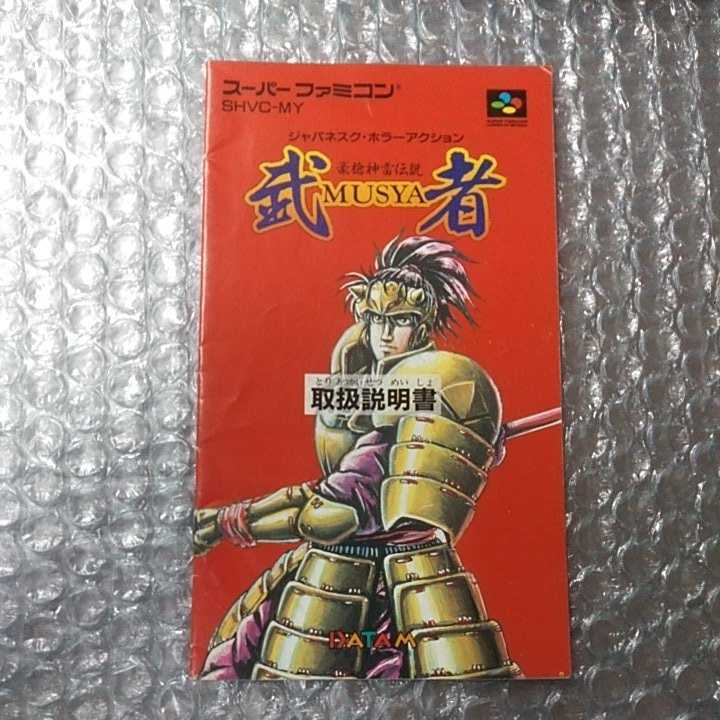 スーパーファミコン®
SHVC-MY
ジャパネスク・ホラーアクション
豪槍神雷伝説
武者
MUSYA
とりあつかいせつめいしょ
取扱説明書
DATAM